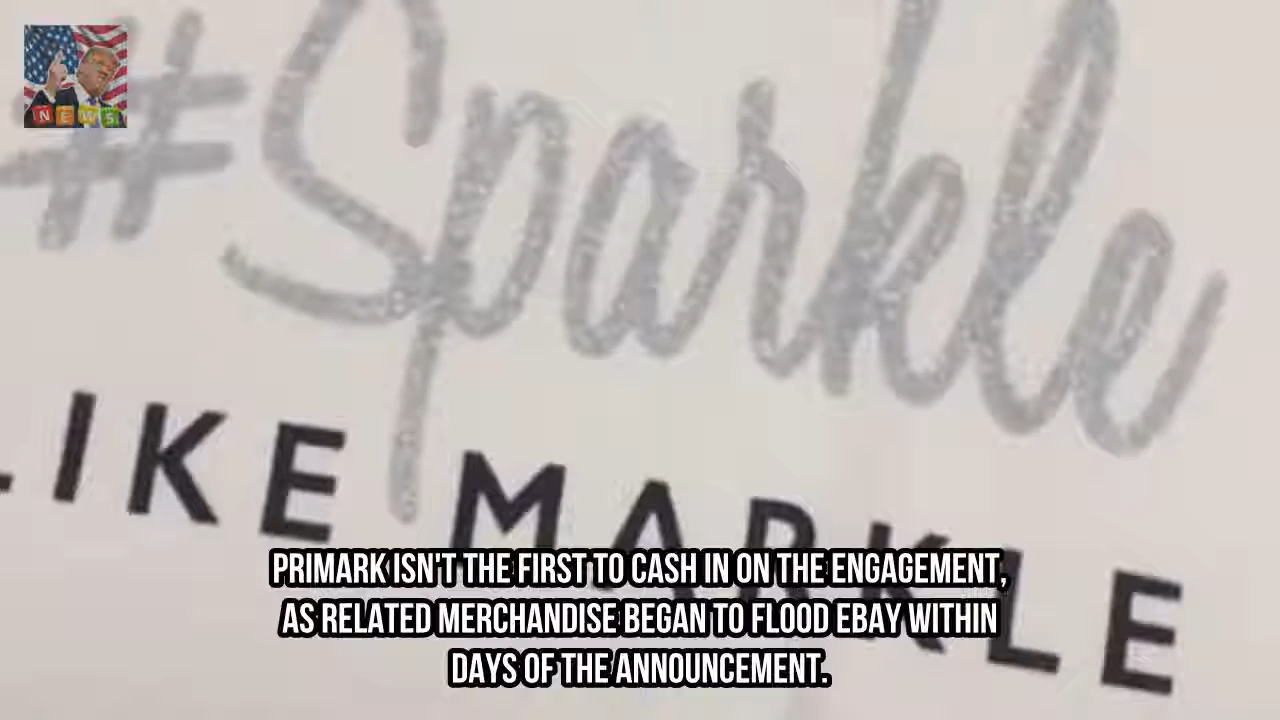 NEWS
#Sparkle
LIKE MARKLE
PRIMARK ISN'T THE FIRST TO CASH IN ON THE ENGAGEMENT,
AS RELATED MERCHANDISE BEGAN TO FLOOD EBAY WITHIN
DAYS OF THE ANNOUNCEMENT.